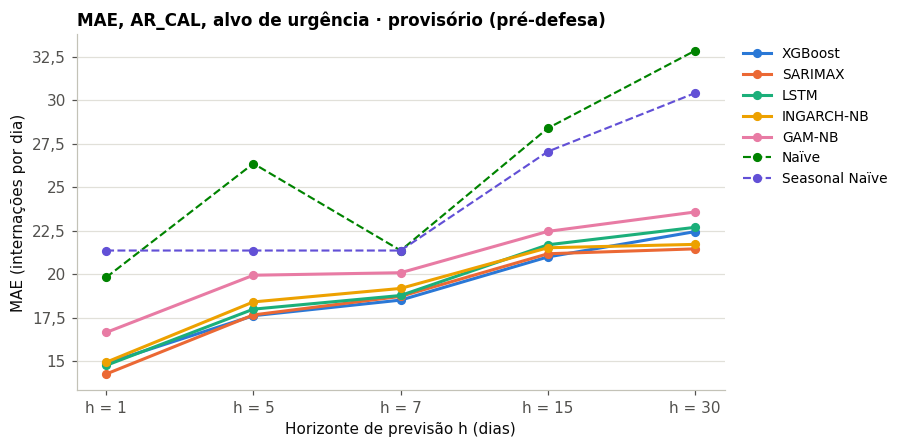 MAE, AR_CAL, alvo de urgência · provisório (pré-defesa)
MAE (internações por dia)
32,5
30
27,5
25
22,5
20
17,5
15
h = 1
h = 5
h = 7
h = 15
h = 30
Horizonte de previsão h (dias)
XGBoost
SARIMAX
LSTM
INGARCH-NB
GAM-NB
Naïve
Seasonal Naïve